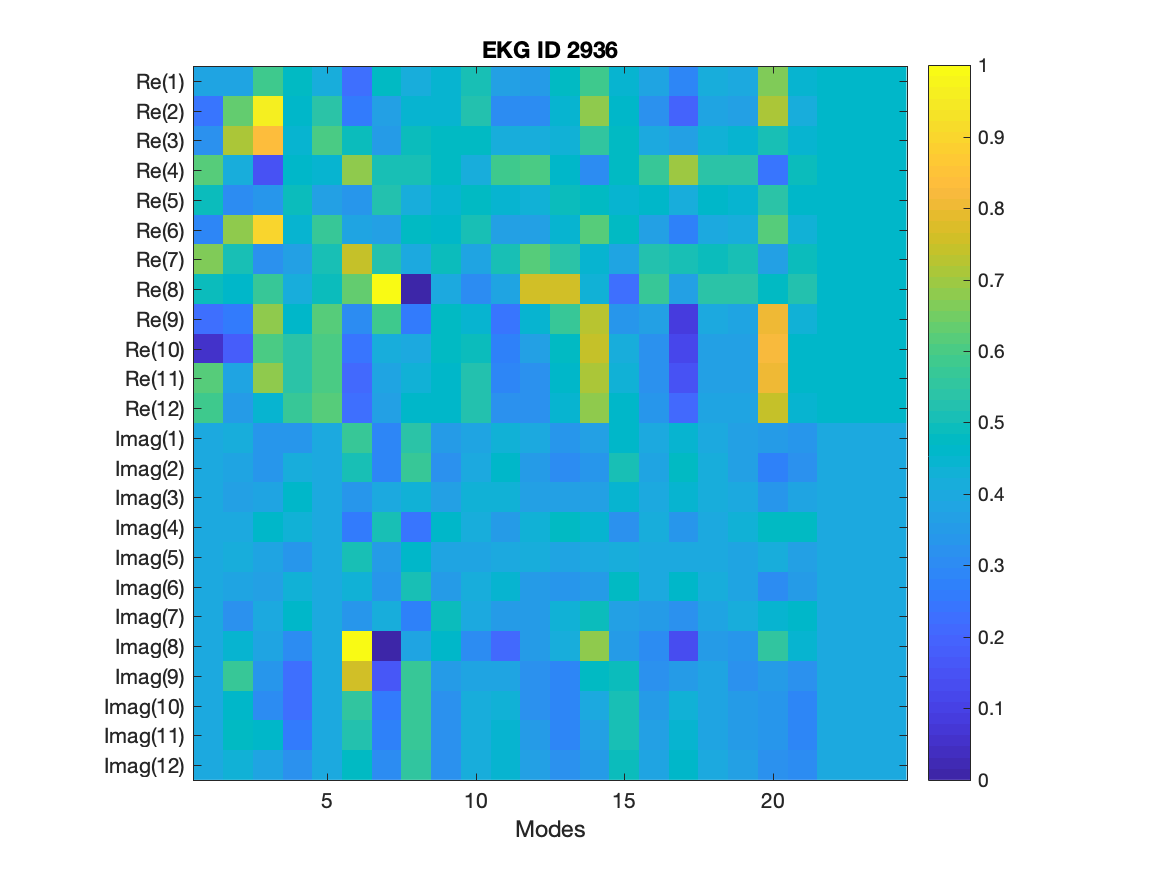 EKG ID 2936
Re(1)
Re(2)
Re(3)
Re(4)
Re(5)
Re(6)
Re(7)
Re(8)
Re(9)
Re(10)
Re(11)
Re(12)
Imag(1)
Imag(2)
Imag(3)
Imag(4)
Imag(5)
Imag(6)
Imag(7)
Imag(8)
Imag(9)
Imag(10)
Imag(11)
Imag(12)
5 10 15 20
Modes
1
0.9
0.8
0.7
0.6
0.5
0.4
0.3
0.2
0.1
0